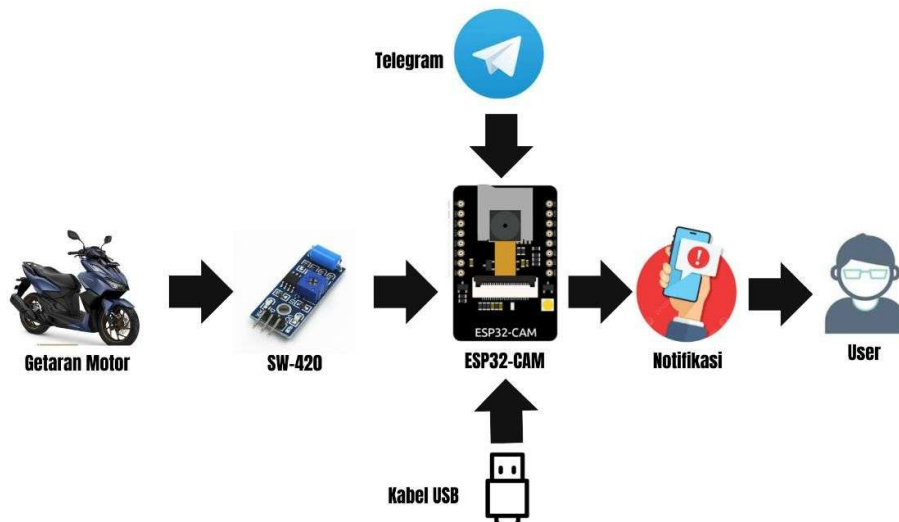 Telegram
ESP32-CAM
Getaran Motor
SW-420
ESP32-CAM
Notifikasi
User
Kabel USB